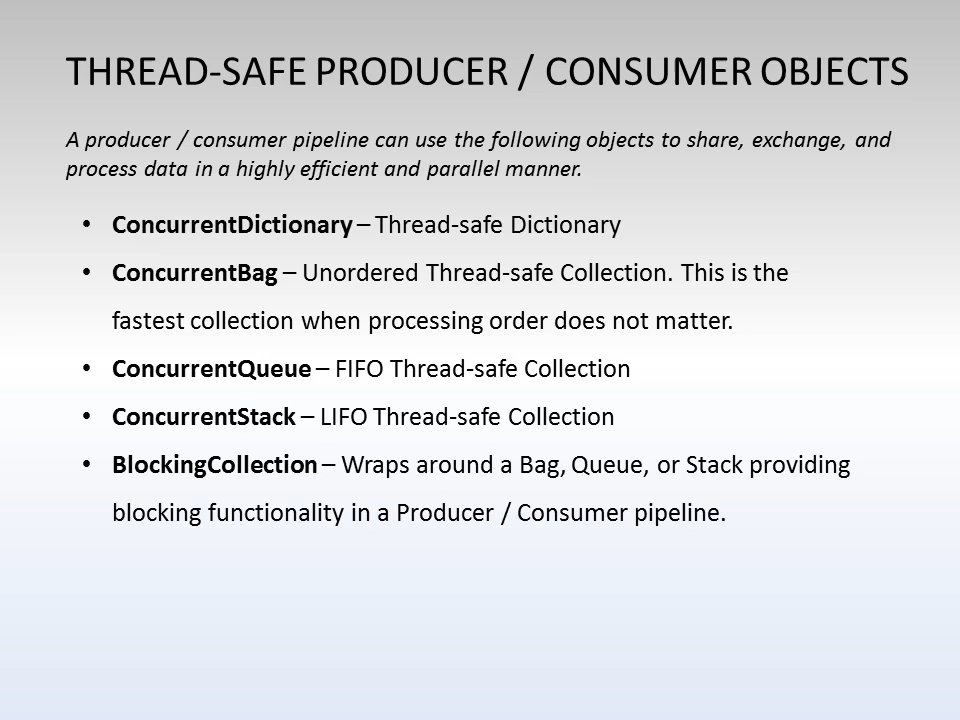 THREAD-SAFE PRODUCER / CONSUMER OBJECTS
A producer / consumer pipeline can use the following objects to share, exchange, and
process data in a highly efficient and parallel manner.
• ConcurrentDictionary – Thread-safe Dictionary
• ConcurrentBag – Unordered Thread-safe Collection. This is the
fastest collection when processing order does not matter.
• ConcurrentQueue – FIFO Thread-safe Collection
• ConcurrentStack – LIFO Thread-safe Collection
• BlockingCollection – Wraps around a Bag, Queue, or Stack providing
blocking functionality in a Producer / Consumer pipeline.